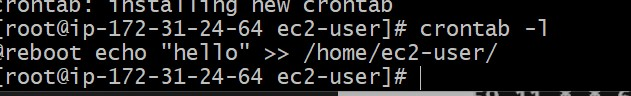 crontab: installing new crontab
[root@ip-172-31-24-64 ec2-user]# crontab -l
@reboot echo "hello" >> /home/ec2-user/
[root@ip-172-31-24-64 ec2-user]#